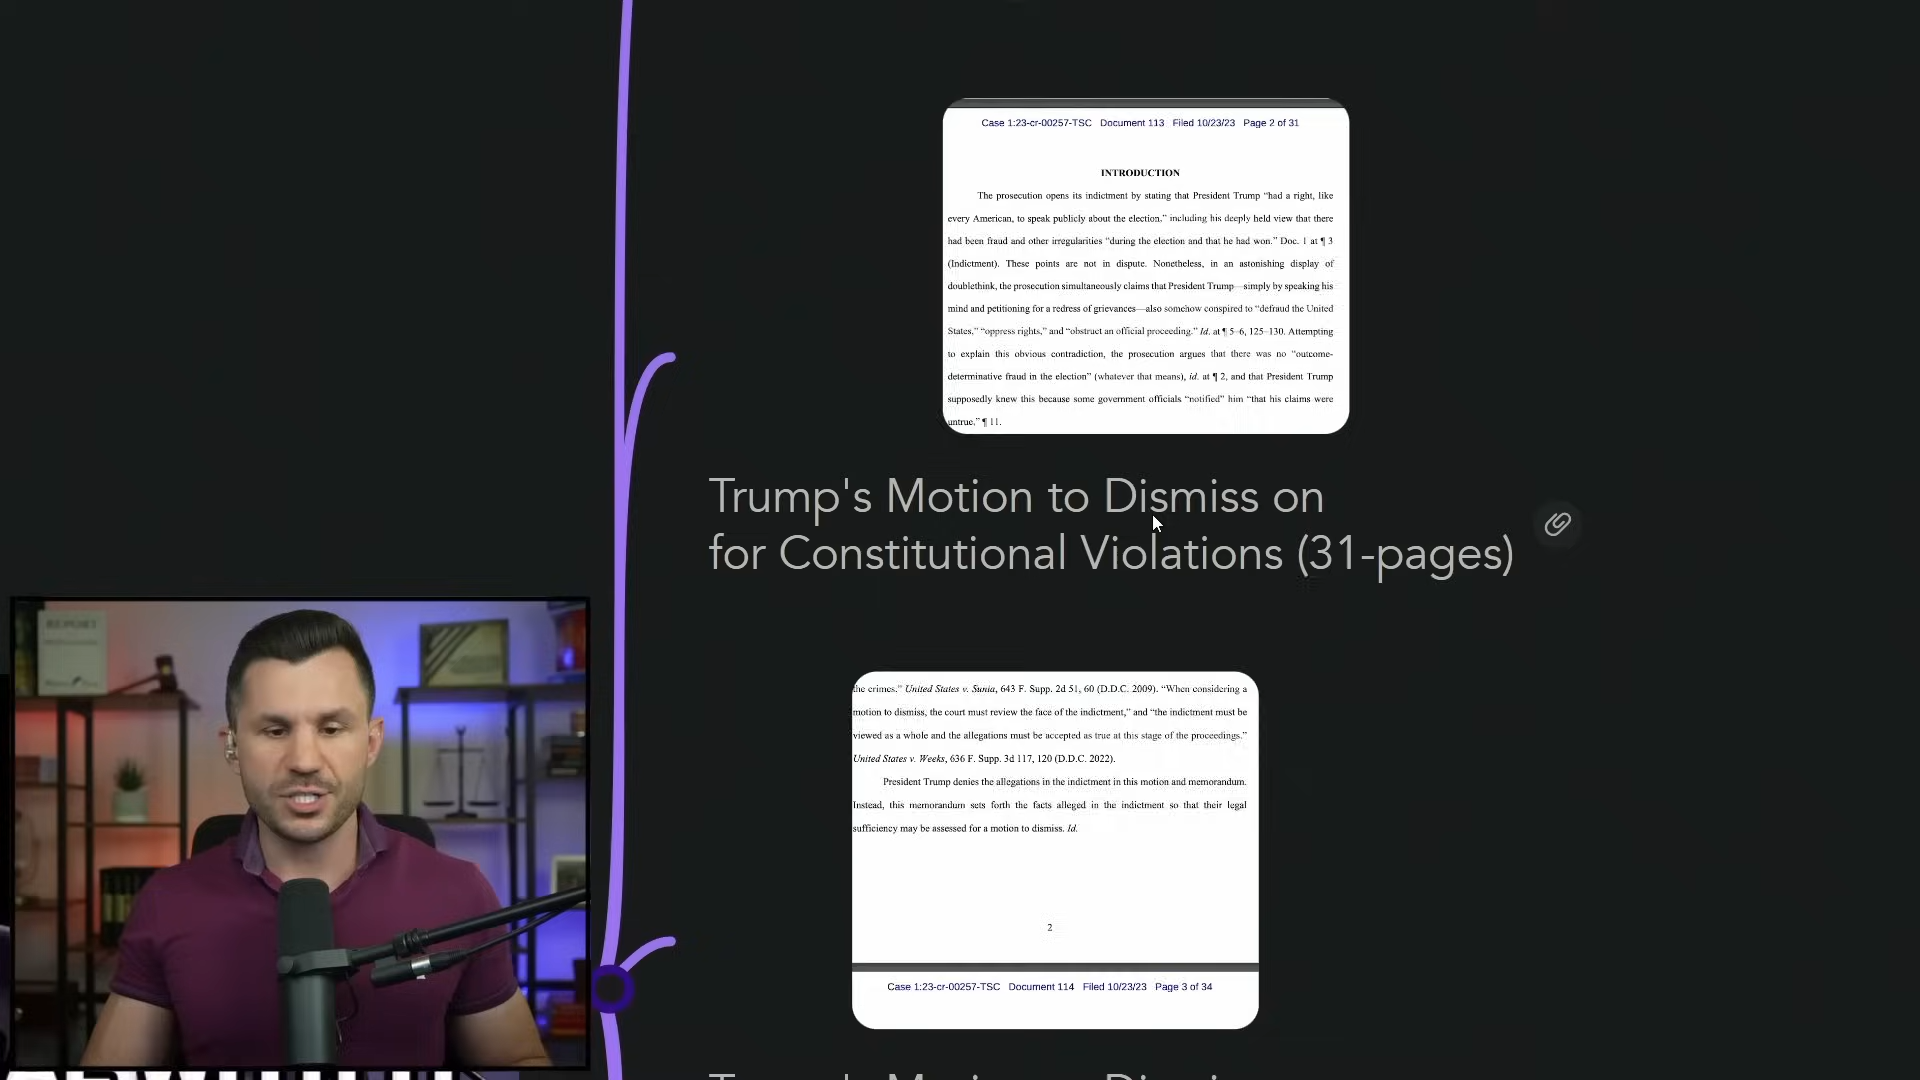 Case 1:23-cr-00257-TSC Document 113 Filed 10/23/23 Page 2 of 31
INTRODUCTION
The prosecution opens its indictment by stating that President Trump “had a right, like
every American, to speak publicly about the election.” including his deeply held view that there
had been fraud and other irregularities “during the election and that he had won.” Doc. 1 at ¶ 3
(Indictment). These points are not in dispute. Nonetheless, in an astonishing display of
doublethink, the prosecution simultaneously claims that President Trump—simply by speaking his
mind and petitioning for a redress of grievances—also somehow conspired to “defraud the United
States,” “oppress rights,” and “obstruct an official proceeding.” Id. at ¶ 5–6, 125–130. Attempting
to explain this obvious contradiction, the prosecution argues that there was no “outcome-
determinative fraud in the election” (whatever that means), id. at ¶ 2, and that President Trump
supposedly knew this because some government officials “notified” him “that his claims were
untrue.” ¶ 11.
Trump's Motion to Dismiss on
for Constitutional Violations (31-pages)
the crimes.” United States v. Sunia, 643 F. Supp. 2d 51, 60 (D.D.C. 2009). “When considering a
motion to dismiss, the court must review the face of the indictment,” and “the indictment must be
viewed as a whole and the allegations must be accepted as true at this stage of the proceedings.”
United States v. Weeks, 636 F. Supp. 3d 117, 120 (D.D.C. 2022).
President Trump denies the allegations in the indictment in this motion and memorandum.
Instead, this memorandum sets forth the facts alleged in the indictment so that their legal
sufficiency may be assessed for a motion to dismiss. Id.
2
Case 1:23-cr-00257-TSC Document 114 Filed 10/23/23 Page 3 of 34
REPORT